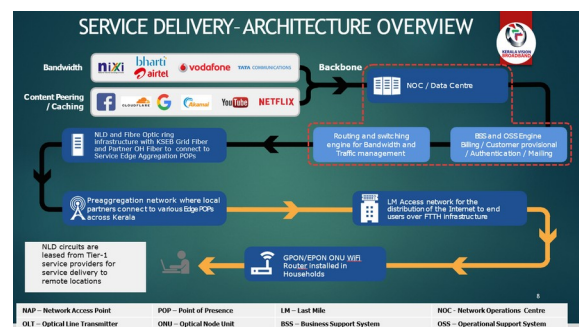 SERVICE DELIVERY-ARCHITECTURE OVERVIEW
KERALA VISION
BROADBAND
Bandwidth
nixi
bharti
airtel
vodafone
TATA COMMUNICATIONS
Backbone
NOC / Data Centre
Content Peering
/ Caching
CLOUDFLARE
G
Akamai
YouTube
NETFLIX
NLD and Fibre Optic ring
Infrastructure with KSEB Grid Fiber
and Partner OH Fiber to connect to
Service Edge Aggregation POPs
Routing and switching
engine for Bandwidth and
Traffic management
BSS and OSS Engine
Billing / Customer provisional
/ Authentication / Mailing
Preaggregation network where local
partners connect to various Edge POPs
across Kerala
LM Access network for the
distribution of the Internet to end
users over FTTH infrastructure
NLD circuits are
leased from Tier-1
service providers for
service delivery to
remote locations
GPON/EPON ONU WiFi
Router installed in
Households
8
NAP – Network Access Point
POP – Point of Presence
LM – Last Mile
NOC - Network Operations Centre
OLT – Optical Line Transmitter
ONU – Optical Node Unit
BSS – Business Support System
OSS – Operational Support System